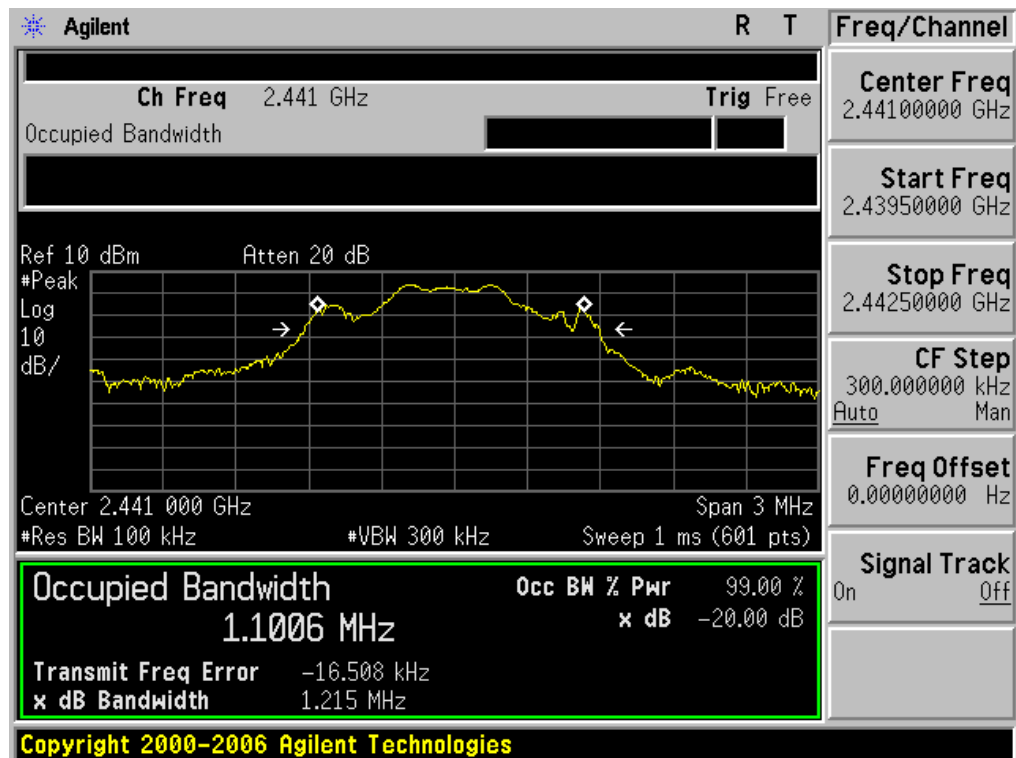 Agilent R T
Freq/Channel
Ch Freq 2.441 GHz Trig Free
Occupied Bandwidth
Center Freq
2.44100000 GHz
Start Freq
2.43950000 GHz
Stop Freq
2.44250000 GHz
CF Step
300.000000 kHz
Auto Man
Freq Offset
0.00000000 Hz
Signal Track
On Off
Ref 10 dBm Atten 20 dB
#Peak
Log
10
dB/
Center 2.441 000 GHz Span 3 MHz
#Res BW 100 kHz #VBW 300 kHz Sweep 1 ms (601 pts)
Occupied Bandwidth Occ BW % Pwr 99.00 %
1.1006 MHz x dB -20.00 dB
Transmit Freq Error -16.508 kHz
x dB Bandwidth 1.215 MHz
Copyright 2000-2006 Agilent Technologies